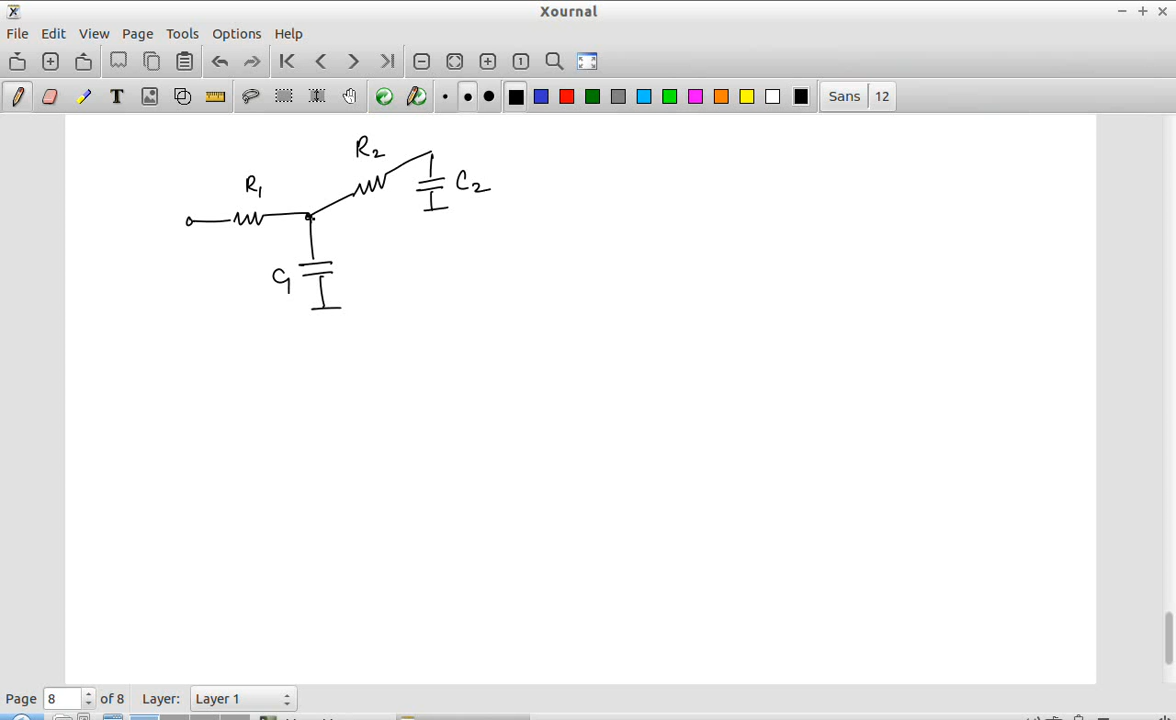 Xournal
File Edit View Page Tools Options Help
Sans 12
R2
C2
R1
C1
Page 8 of 8 Layer: Layer 1